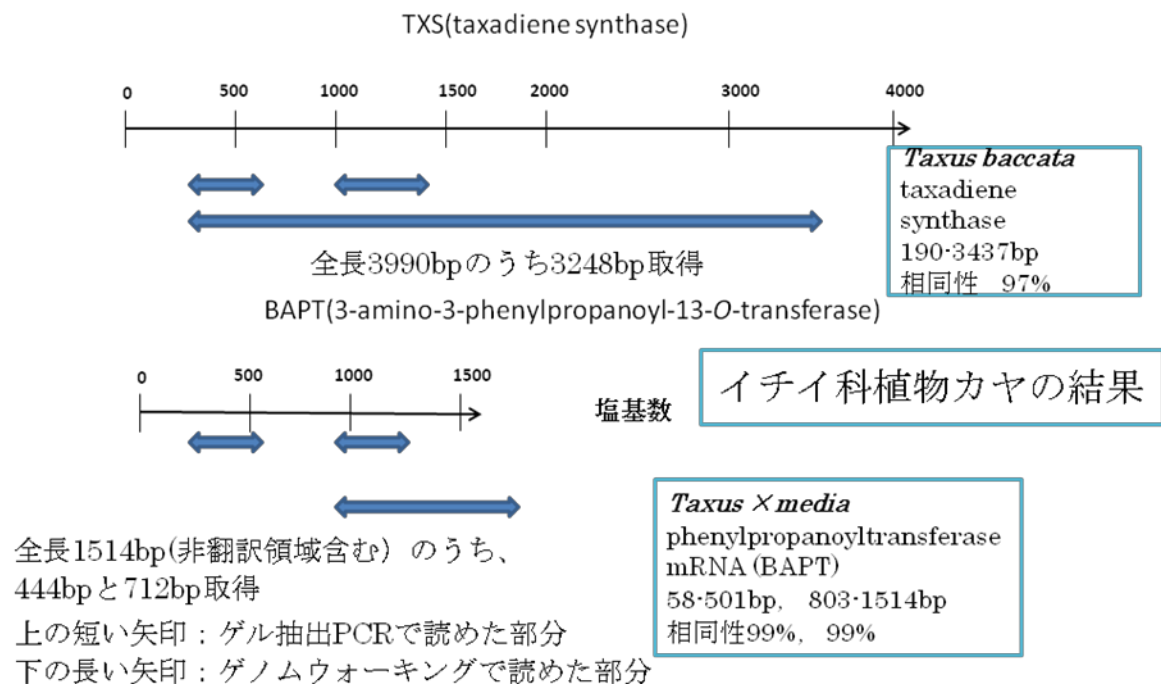 TXS(taxadiene synthase)
0 500 1000 1500 2000 3000 4000
Taxus baccata
taxadiene
synthase
190-3437bp
相同性 97%
全長3990bpのうち3248bp取得
BAPT(3-amino-3-phenylpropanoyl-13-O-transferase)
0 500 1000 1500
塩基数
イチイ科植物カヤの結果
Taxus×media
phenylpropanoyltransferase
mRNA (BAPT)
58-501bp, 803-1514bp
相同性99%, 99%
全長1514bp(非翻訳領域含む) のうち、
444bpと712bp取得
上の短い矢印：ゲル抽出PCRで読めた部分
下の長い矢印：ゲノムウォーキングで読めた部分